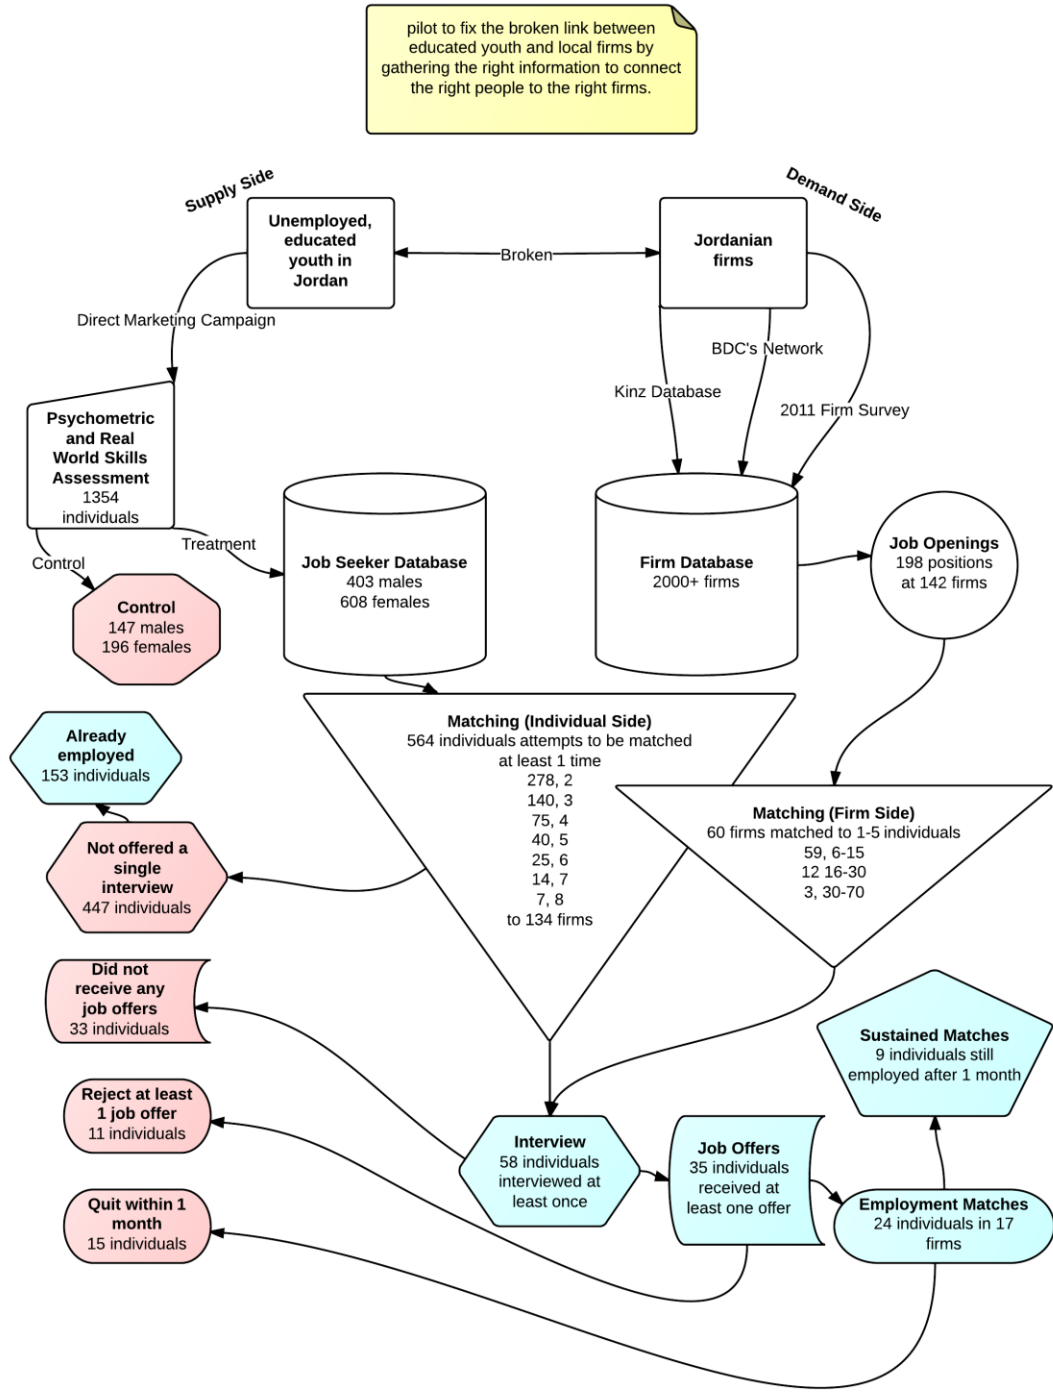 pilot to fix the broken link between
educated youth and local firms by
gathering the right information to connect
the right people to the right firms.
Supply Side
Demand Side
Unemployed,
educated
youth in
Jordan
Broken
Jordanian
firms
Direct Marketing Campaign
BDC's Network
Kinz Database
2011 Firm Survey
Psychometric
and Real
World Skills
Assessment
1354
individuals
Control
Treatment
Control
147 males
196 females
Job Seeker Database
403 males
608 females
Firm Database
2000+ firms
Job Openings
198 positions
at 142 firms
Matching (Individual Side)
564 individuals attempts to be matched
at least 1 time
278, 2
140, 3
75, 4
40, 5
25, 6
14, 7
7, 8
to 134 firms
Matching (Firm Side)
60 firms matched to 1-5 individuals
59, 6-15
12 16-30
3, 30-70
Already
employed
153 individuals
Not offered a
single
interview
447 individuals
Did not
receive any
job offers
33 individuals
Reject at least
1 job offer
11 individuals
Quit within 1
month
15 individuals
Interview
58 individuals
interviewed at
least once
Job Offers
35 individuals
received at
least one offer
Sustained Matches
9 individuals still
employed after 1 month
Employment Matches
24 individuals in 17
firms